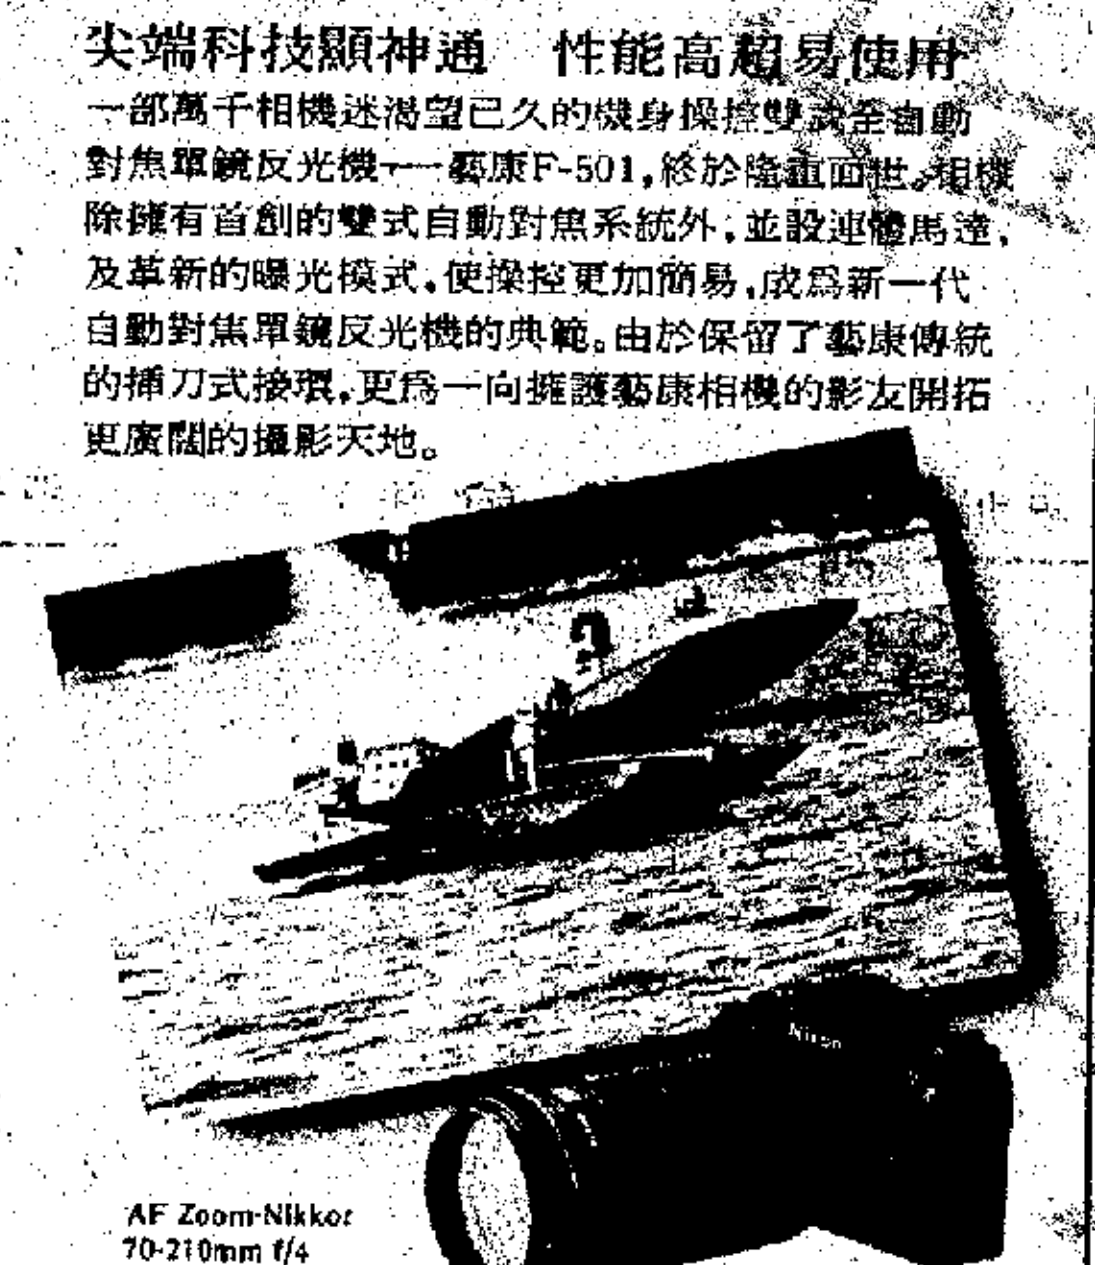 尖端科技顯神通　性能高超易使用
一部萬千相機迷渴望已久的機身操控雙式全自動
對焦單鏡反光機——藝康F-501,終於隆重面世。相機
除擁有首創的雙式自動對焦系統外,並設連體馬達,
及革新的曝光模式,使操控更加簡易,成爲新一代
自動對焦單鏡反光機的典範。由於保留了藝康傳統
的插刀式接環,更爲一向擁護藝康相機的影友開拓
更廣闊的攝影天地。
Nikon
AF Zoom-Nikkor
70-210mm f/4